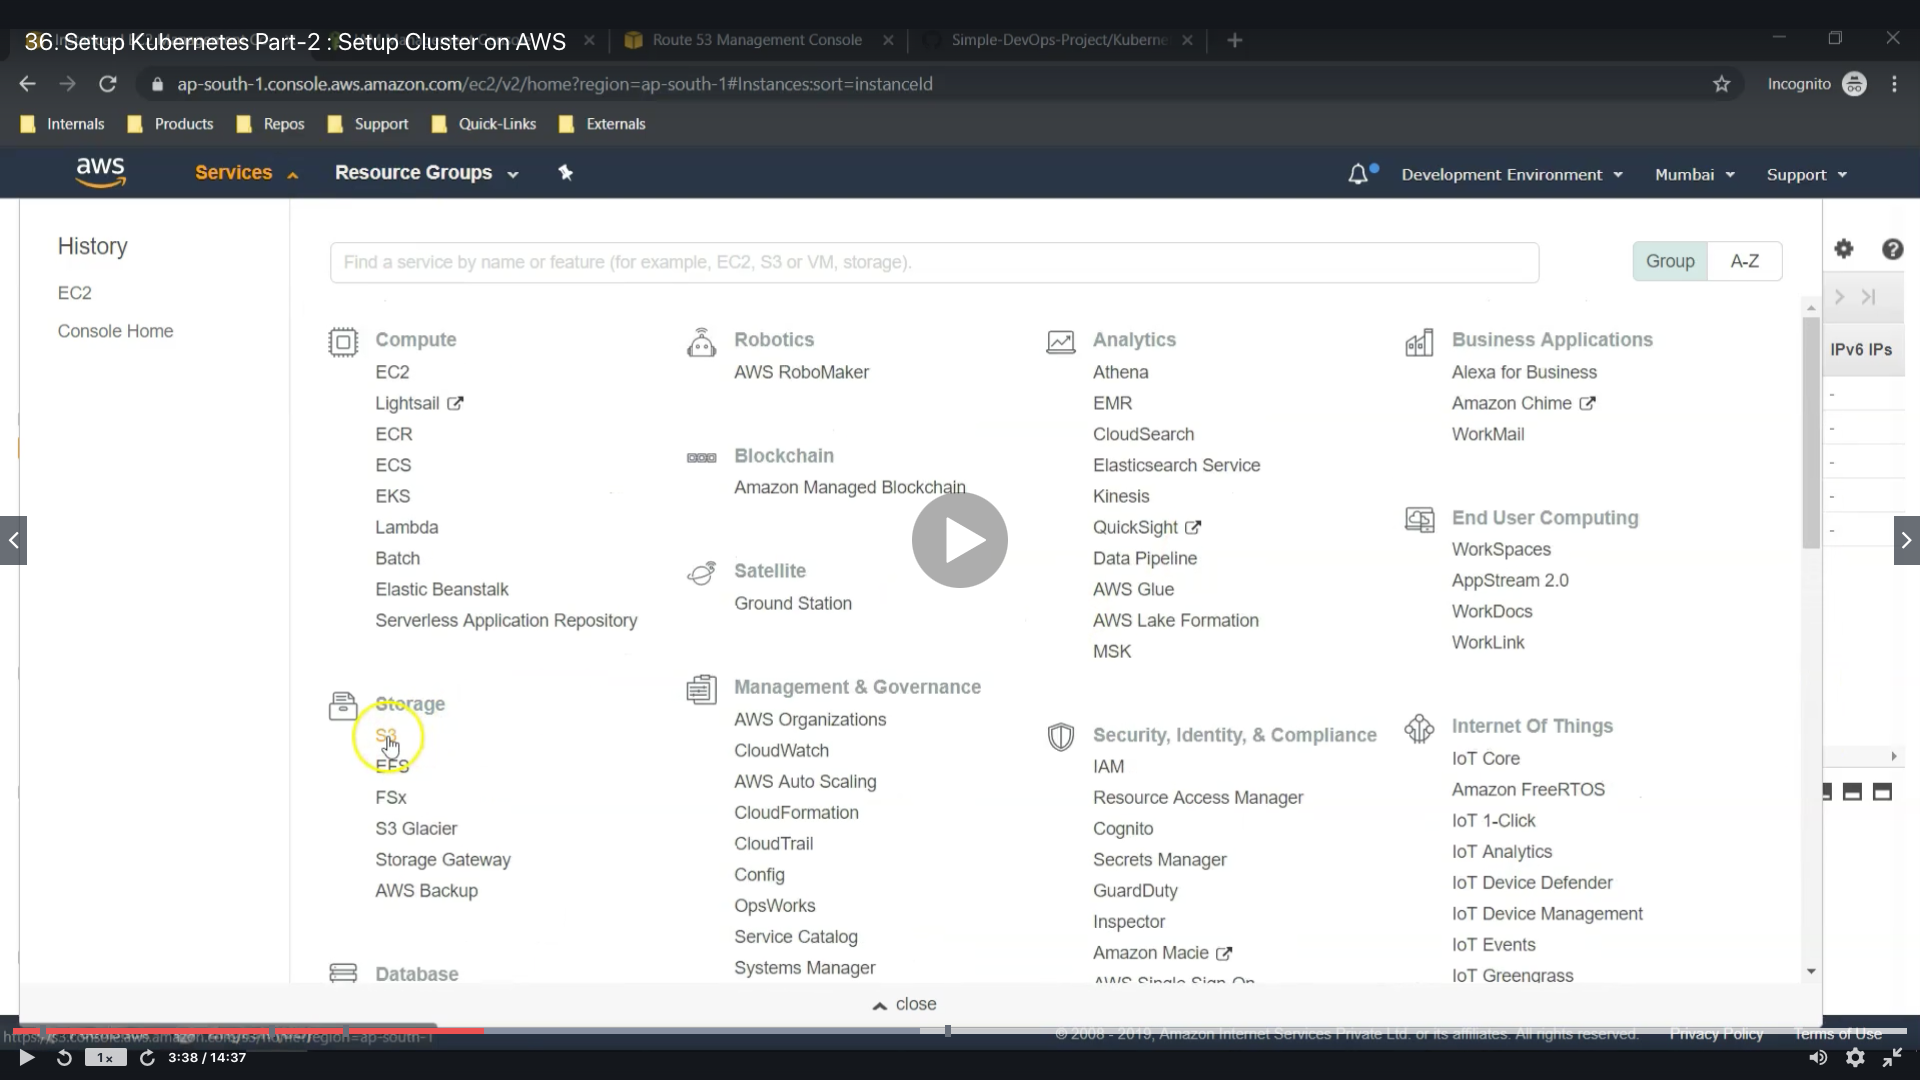 36. Setup Kubernetes Part-2 : Setup Cluster on AWS
Route 53 Management Console
Simple-DevOps-Project/Kuberne
ap-south-1.console.aws.amazon.com/ec2/v2/home?region=ap-south-1#Instances:sort=instanceId
Incognito
Internals
Products
Repos
Support
Quick-Links
Externals
aws
Services
Resource Groups
Development Environment
Mumbai
Support
History
EC2
Console Home
Find a service by name or feature (for example, EC2, S3 or VM, storage).
Group
A-Z
IPv6 IPs
-
-
-
-
-
Compute
EC2
Lightsail
ECR
ECS
EKS
Lambda
Batch
Elastic Beanstalk
Serverless Application Repository
Storage
S3
EFS
FSx
S3 Glacier
Storage Gateway
AWS Backup
Database
Robotics
AWS RoboMaker
Blockchain
Amazon Managed Blockchain
Satellite
Ground Station
Management & Governance
AWS Organizations
CloudWatch
AWS Auto Scaling
CloudFormation
CloudTrail
Config
OpsWorks
Service Catalog
Systems Manager
Analytics
Athena
EMR
CloudSearch
Elasticsearch Service
Kinesis
QuickSight
Data Pipeline
AWS Glue
AWS Lake Formation
MSK
Security, Identity, & Compliance
IAM
Resource Access Manager
Cognito
Secrets Manager
GuardDuty
Inspector
Amazon Macie
AWS Single Sign-On
Business Applications
Alexa for Business
Amazon Chime
WorkMail
End User Computing
WorkSpaces
AppStream 2.0
WorkDocs
WorkLink
Internet Of Things
IoT Core
Amazon FreeRTOS
IoT 1-Click
IoT Analytics
IoT Device Defender
IoT Device Management
IoT Events
IoT Greengrass
close
© 2008 - 2019, Amazon Internet Services Private Ltd. or its affiliates. All rights reserved.
Privacy Policy
Terms of Use
1x
3:38 / 14:37